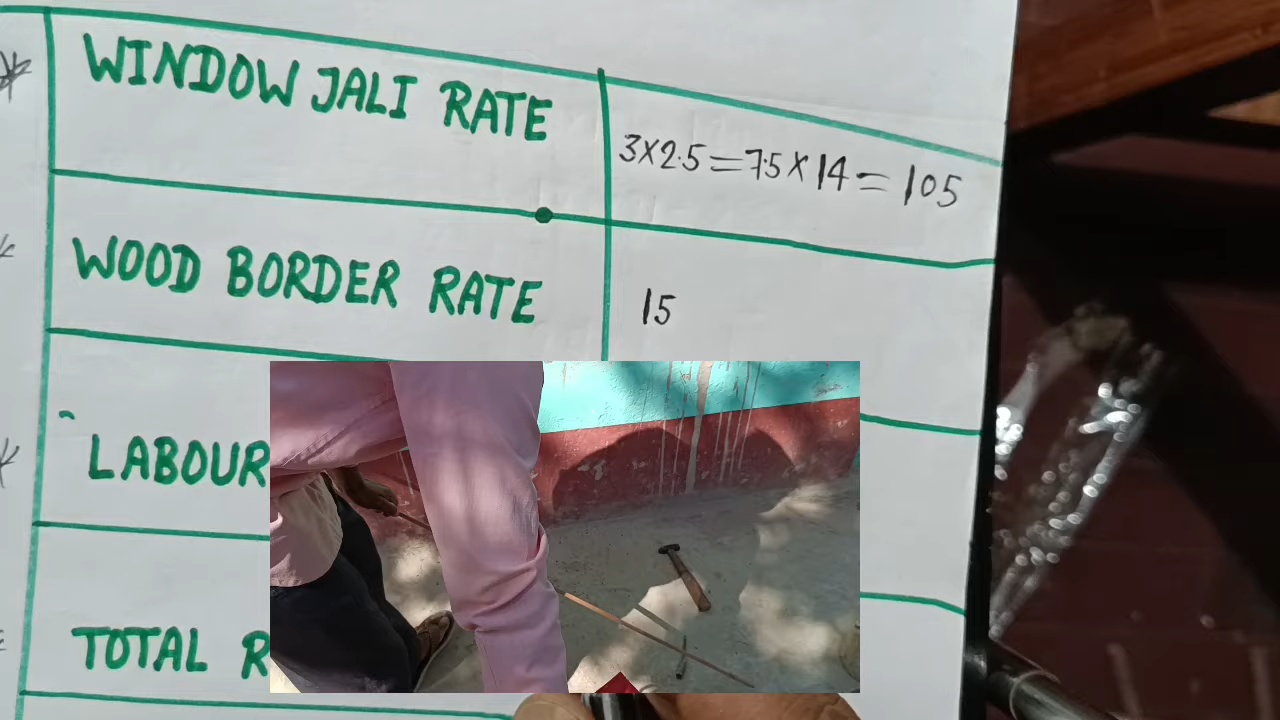 WINDOW JALI RATE
3X2.5=7.5X14=105
WOOD BORDER RATE
15
LABOUR
TOTAL R